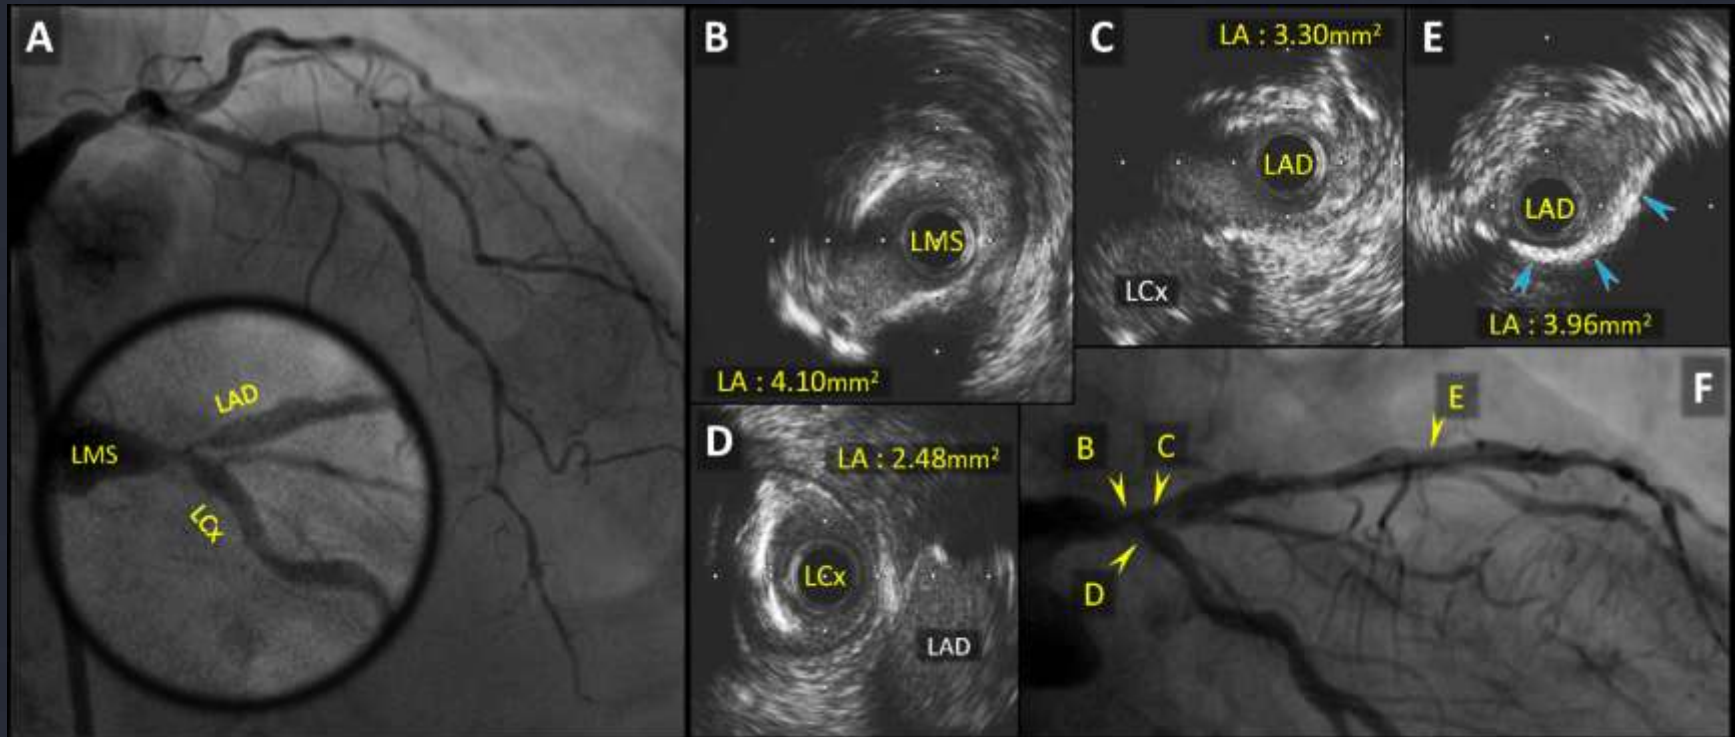 A
LAD
LMS
LCx
B
LMS
LA : 4.10mm²
C
LA : 3.30mm²
LAD
LCx
E
LAD
LA : 3.96mm²
D
LA : 2.48mm²
LCx
LAD
F
E
B
C
D